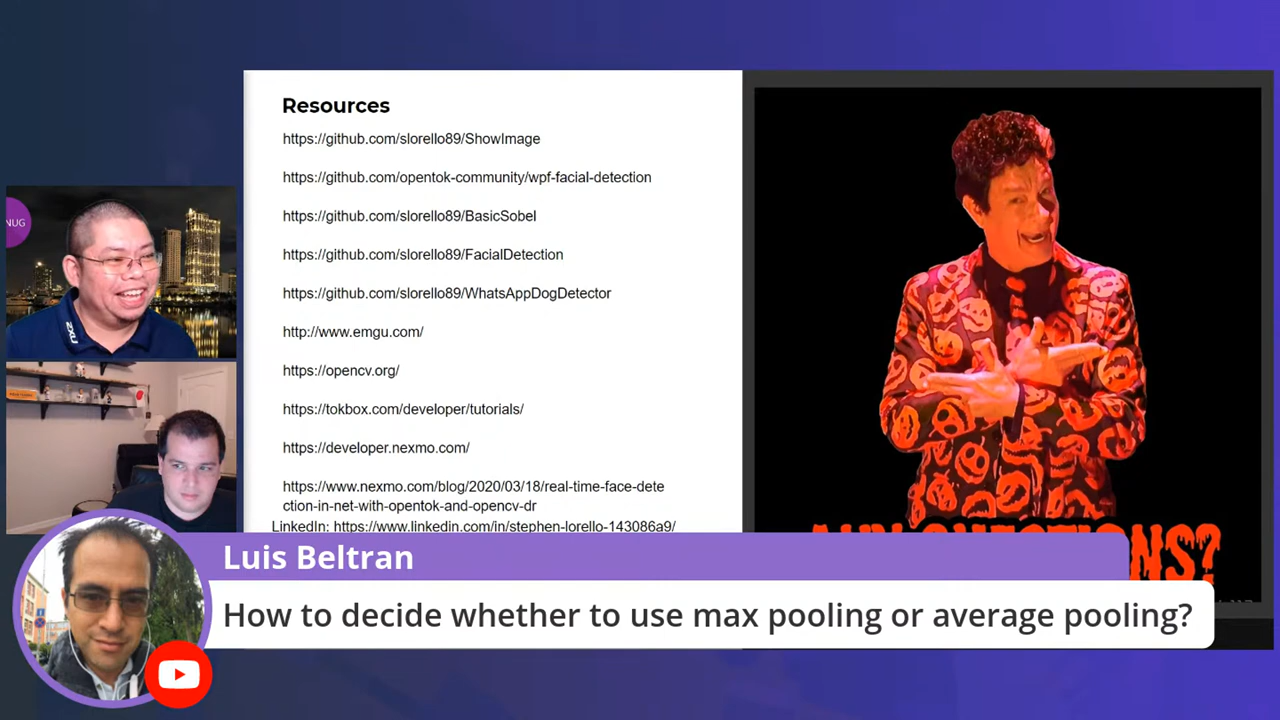 NUG
Resources
https://github.com/slorello89/ShowImage
https://github.com/opentok-community/wpf-facial-detection
https://github.com/slorello89/BasicSobel
https://github.com/slorello89/FacialDetection
https://github.com/slorello89/WhatsAppDogDetector
http://www.emgu.com/
https://opencv.org/
https://tokbox.com/developer/tutorials/
https://developer.nexmo.com/
https://www.nexmo.com/blog/2020/03/18/real-time-face-dete
ction-in-net-with-opentok-and-opencv-dr
LinkedIn: https://www.linkedin.com/in/stephen-lorello-143086a9/
2XU
Luis Beltran
How to decide whether to use max pooling or average pooling?